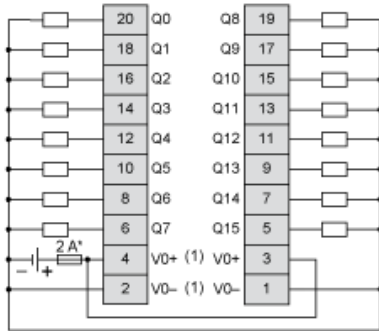 20 Q0 Q8 19
18 Q1 Q9 17
16 Q2 Q10 15
14 Q3 Q11 13
12 Q4 Q12 11
10 Q5 Q13 9
8 Q6 Q14 7
6 Q7 Q15 5
− + 2 A* 4 V0+ (1) V0+ 3
2 V0− (1) V0− 1